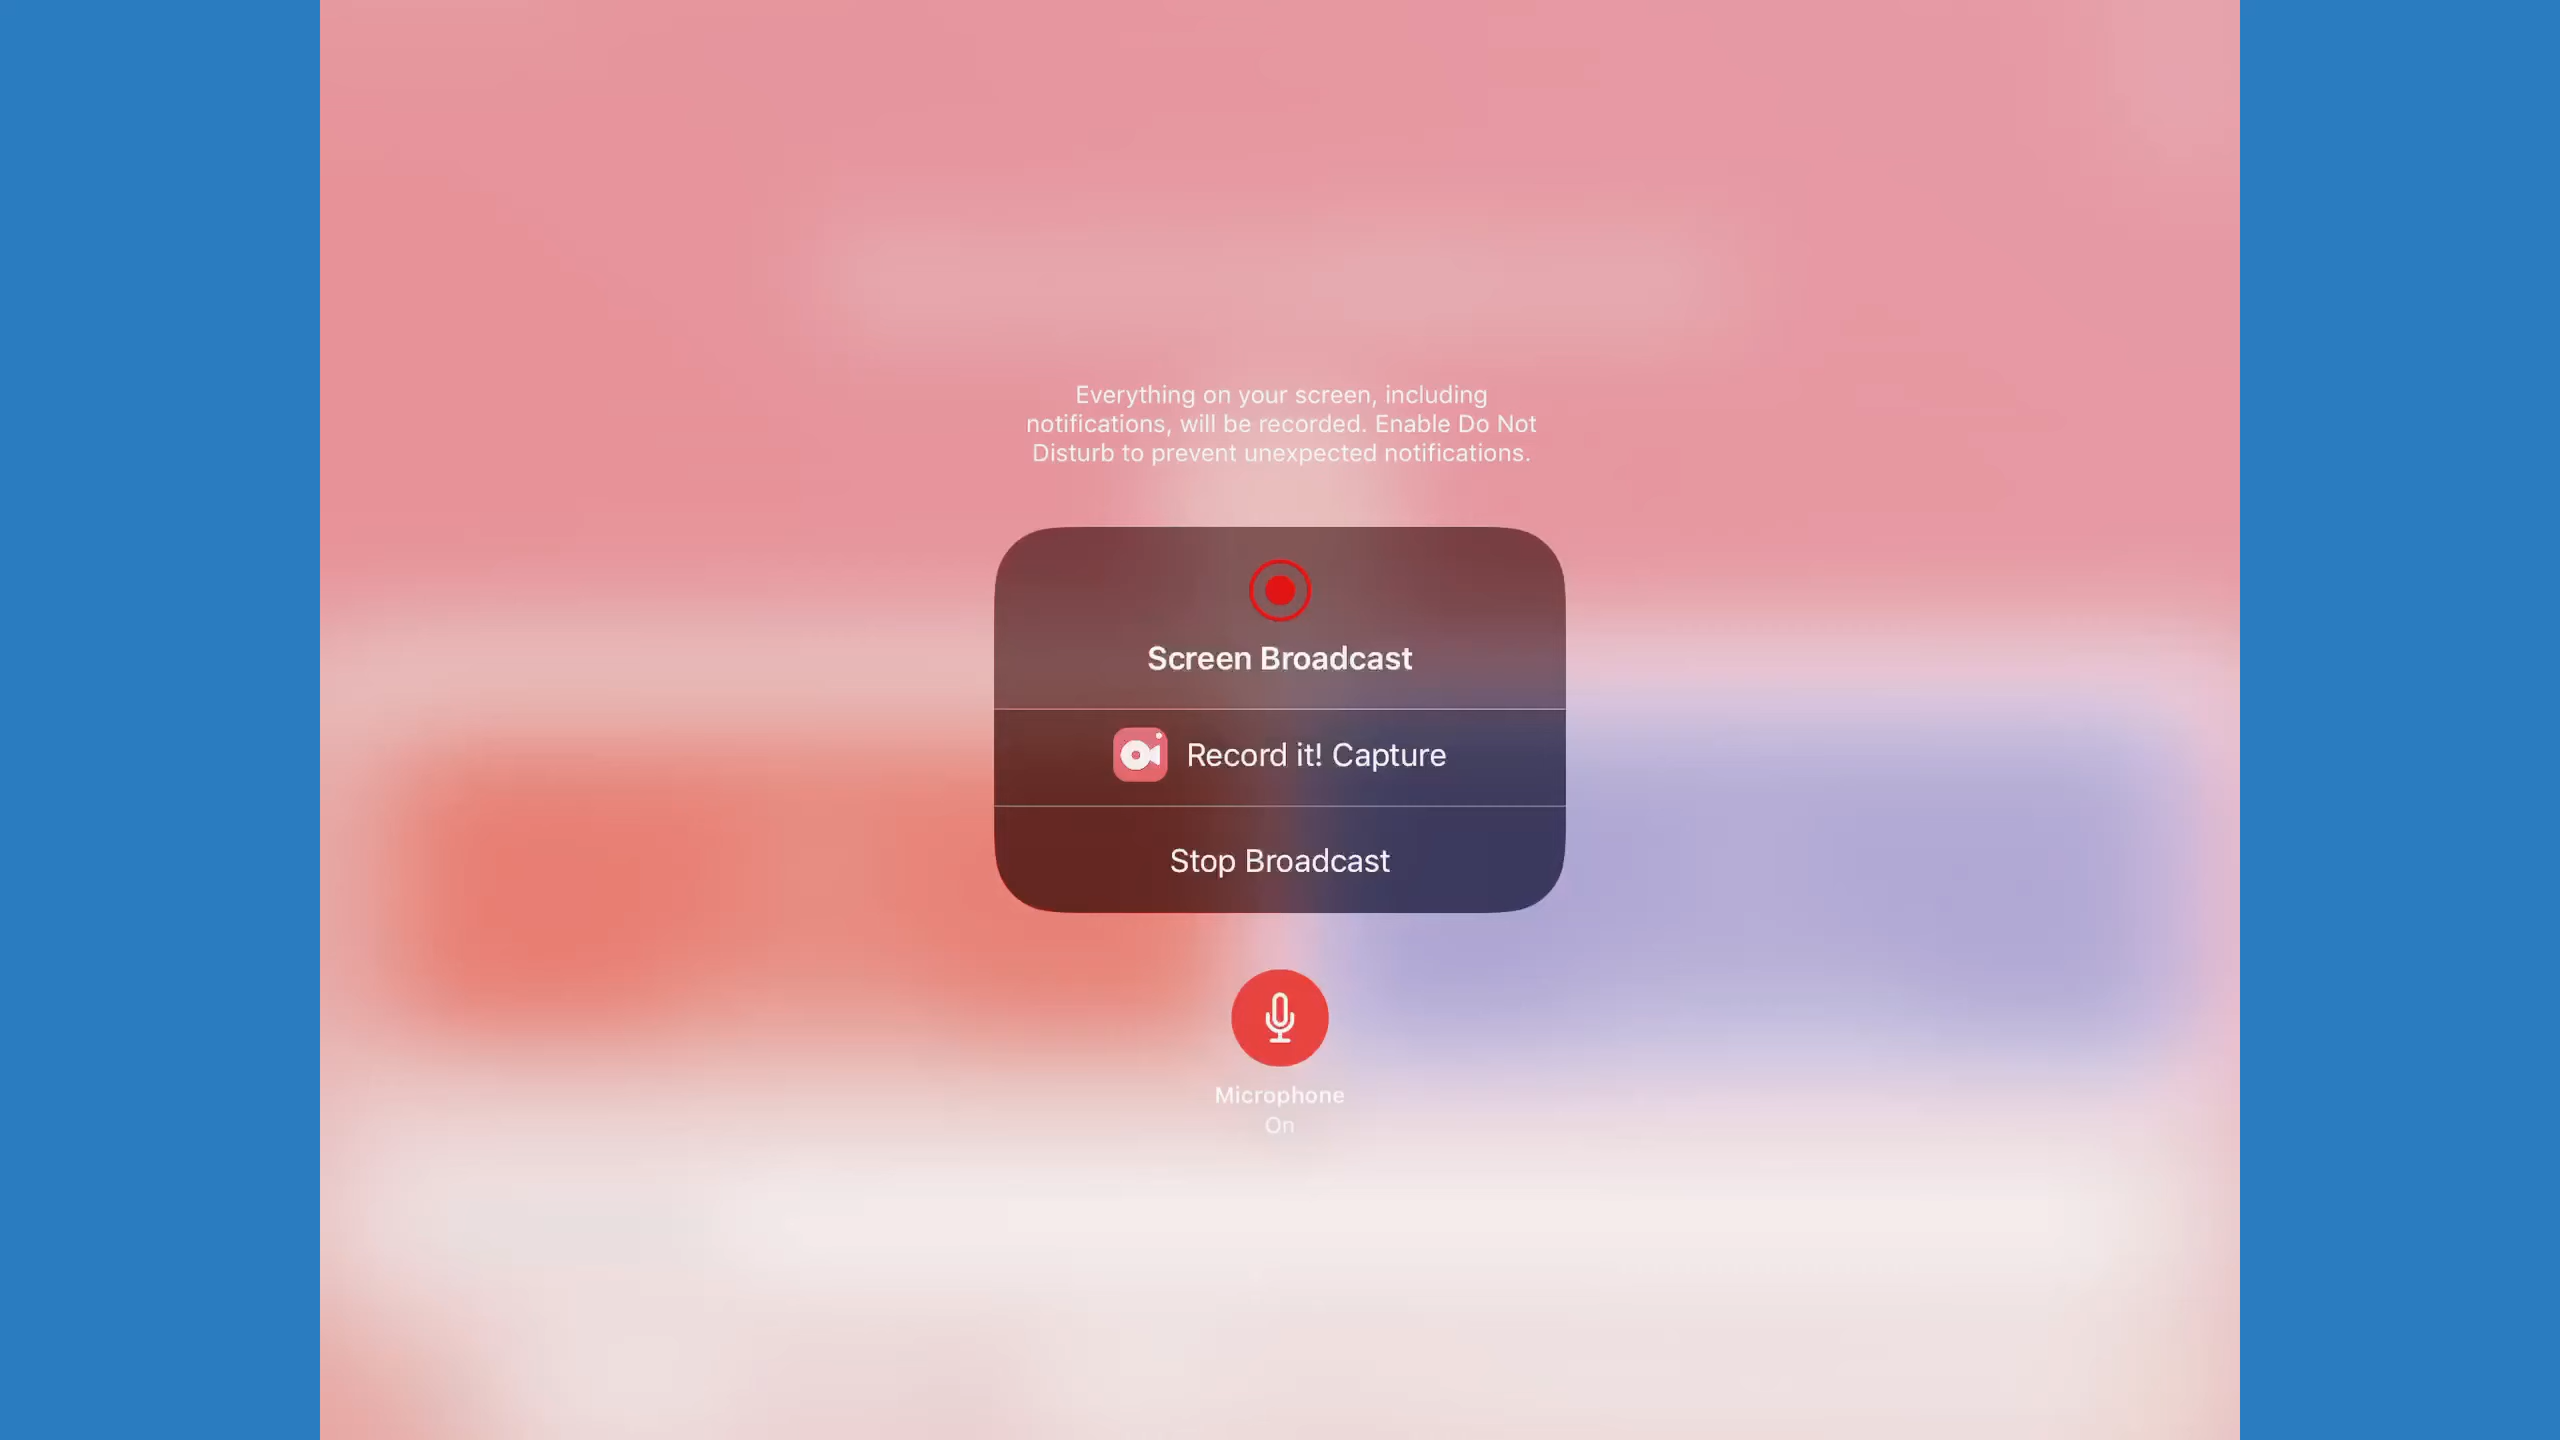 Everything on your screen, including
notifications, will be recorded. Enable Do Not
Disturb to prevent unexpected notifications.
Screen Broadcast
Record it! Capture
Stop Broadcast
Microphone
On